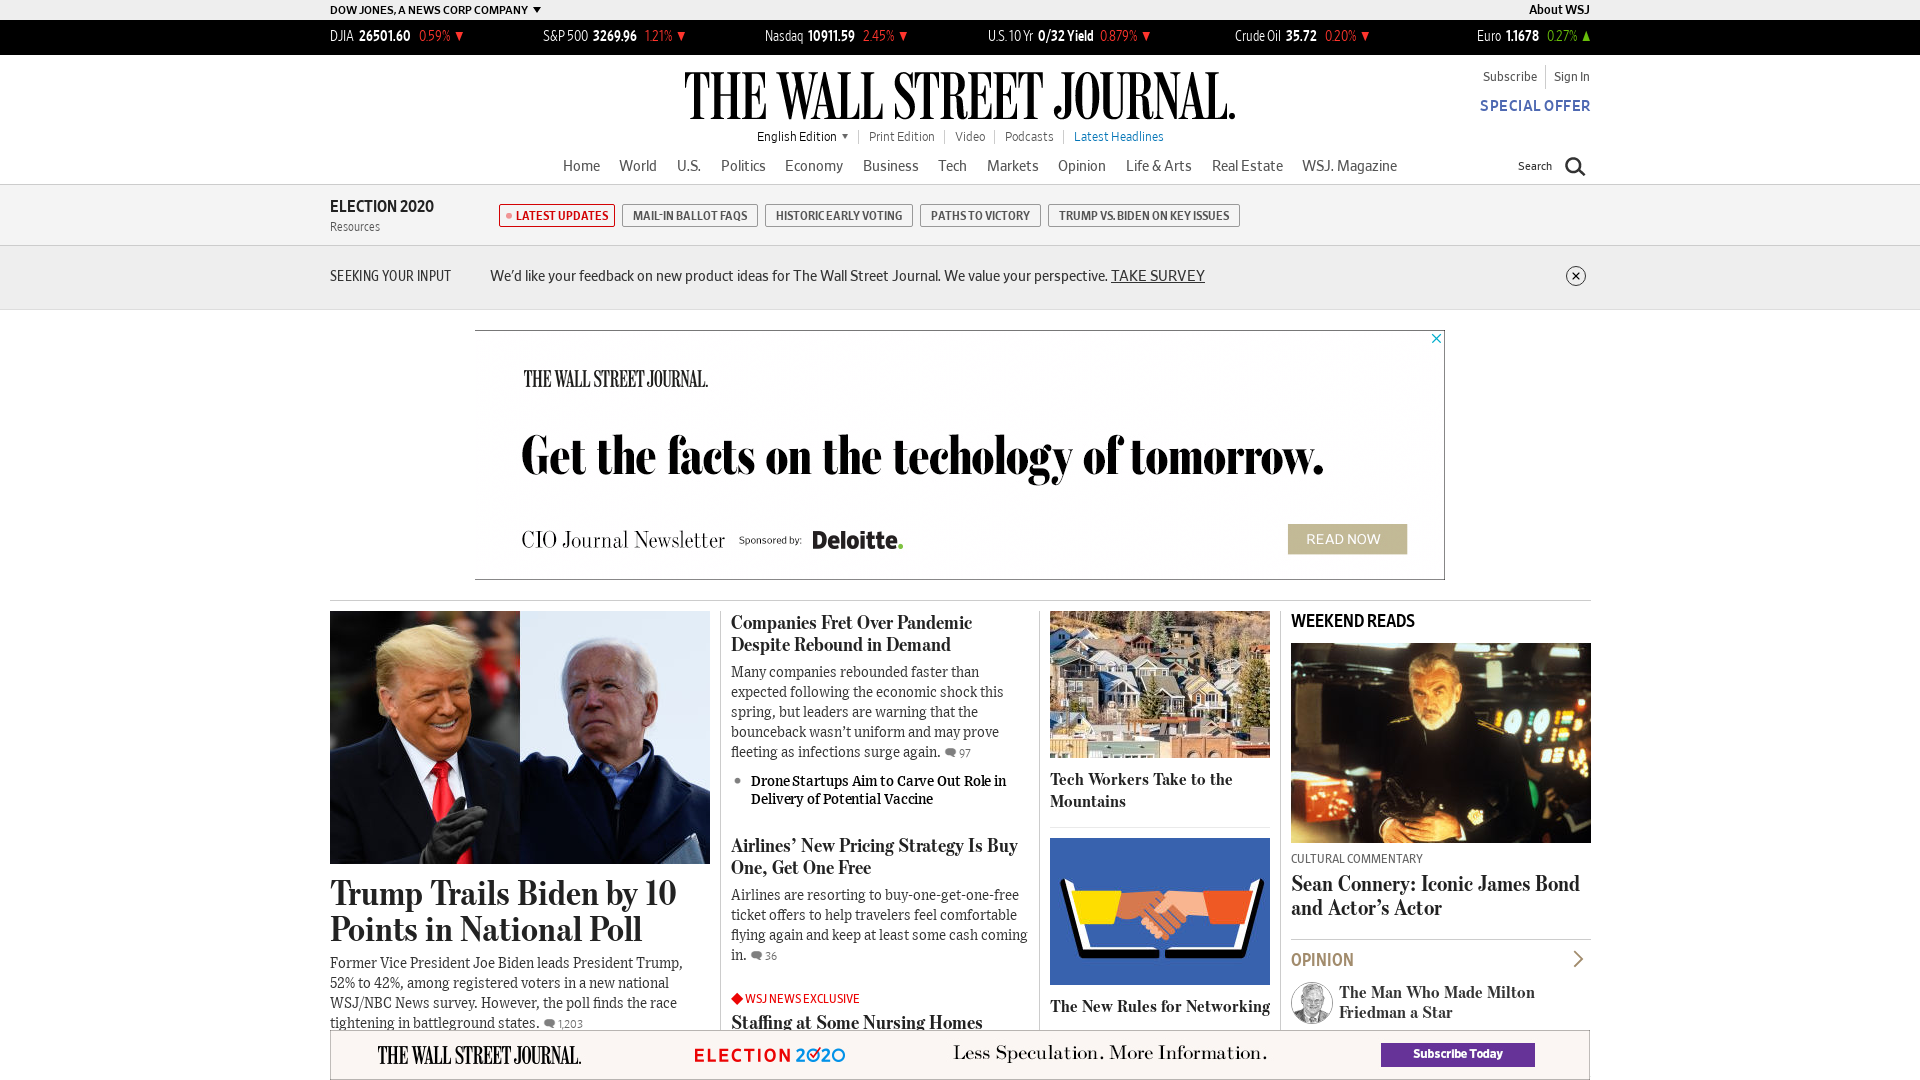 DOW JONES, A NEWS CORP COMPANY
About WSJ
DJIA 26501.60 0.59%
S&P 500 3269.96 1.21%
Nasdaq 10911.59 2.45%
U.S. 10 Yr 0/32 Yield 0.879%
Crude Oil 35.72 0.20%
Euro 1.1678 0.27%
THE WALL STREET JOURNAL.
Subscribe
Sign In
SPECIAL OFFER
English Edition
Print Edition
Video
Podcasts
Latest Headlines
Home
World
U.S.
Politics
Economy
Business
Tech
Markets
Opinion
Life & Arts
Real Estate
WSJ. Magazine
Search
ELECTION 2020
Resources
LATEST UPDATES
MAIL-IN BALLOT FAQS
HISTORIC EARLY VOTING
PATHS TO VICTORY
TRUMP VS. BIDEN ON KEY ISSUES
SEEKING YOUR INPUT
We’d like your feedback on new product ideas for The Wall Street Journal. We value your perspective. TAKE SURVEY
THE WALL STREET JOURNAL.
Get the facts on the techology of tomorrow.
CIO Journal Newsletter
Sponsored by:
Deloitte.
READ NOW
Trump Trails Biden by 10
Points in National Poll
Former Vice President Joe Biden leads President Trump,
52% to 42%, among registered voters in a new national
WSJ/NBC News survey. However, the poll finds the race
tightening in battleground states. 1,203
Companies Fret Over Pandemic
Despite Rebound in Demand
Many companies rebounded faster than
expected following the economic shock this
spring, but leaders are warning that the
bounceback wasn’t uniform and may prove
fleeting as infections surge again. 97
Drone Startups Aim to Carve Out Role in
Delivery of Potential Vaccine
Airlines’ New Pricing Strategy Is Buy
One, Get One Free
Airlines are resorting to buy-one-get-one-free
ticket offers to help travelers feel comfortable
flying again and keep at least some cash coming
in. 36
WSJ NEWS EXCLUSIVE
Staffing at Some Nursing Homes
Tech Workers Take to the
Mountains
The New Rules for Networking
WEEKEND READS
CULTURAL COMMENTARY
Sean Connery: Iconic James Bond
and Actor’s Actor
OPINION
The Man Who Made Milton
Friedman a Star
THE WALL STREET JOURNAL.
ELECTION 2020
Less Speculation. More Information.
Subscribe Today